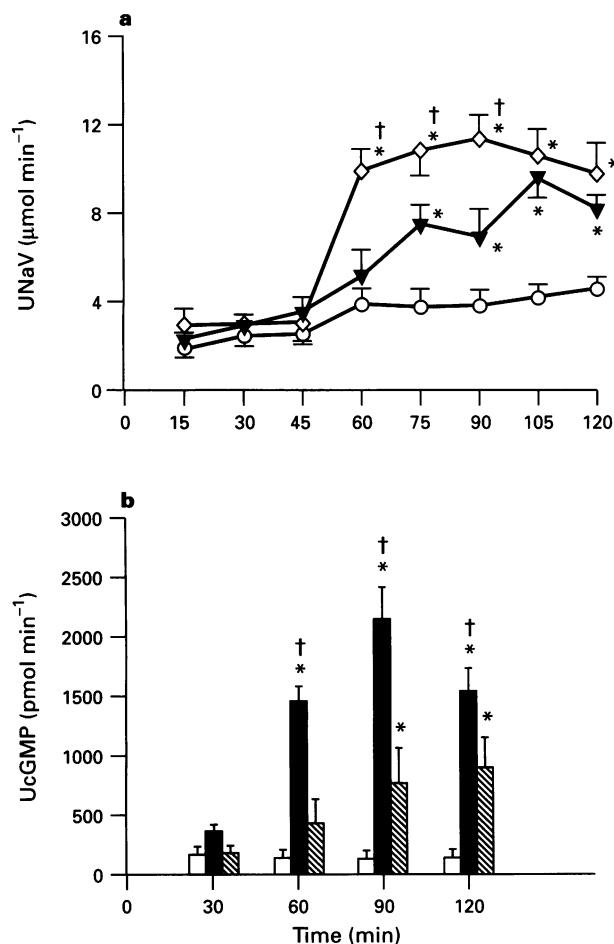 a
16
12
8
4
0
UNaV (μmol min⁻¹)
† * † * † * * *
* * * *
0 15 30 45 60 75 90 105 120
b
3000
2500
2000
1500
1000
500
0
UcGMP (pmol min⁻¹)
† * † * * † * *
0 30 60 90 120
Time (min)